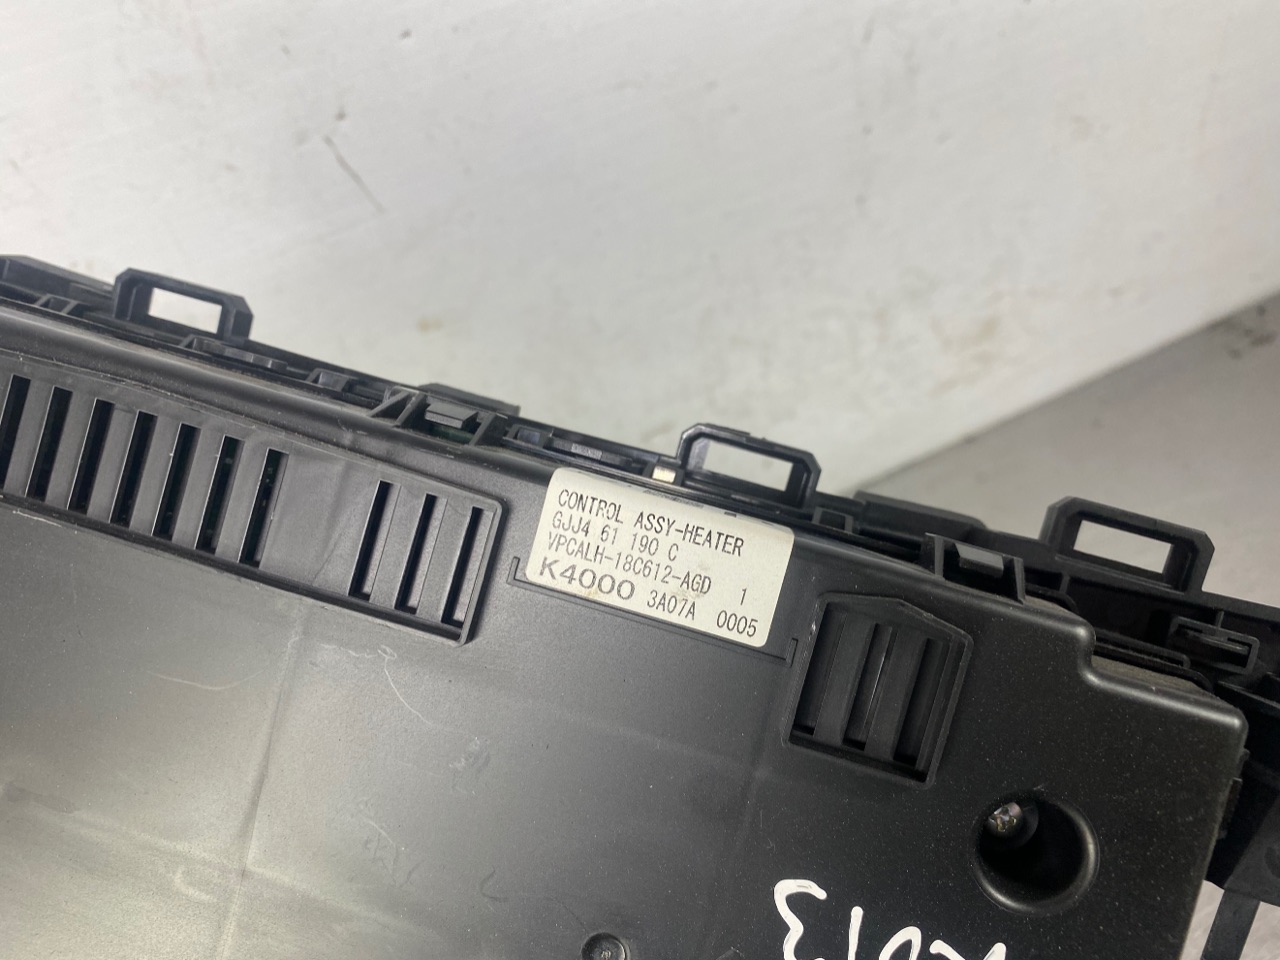 CONTROL ASSY-HEATER
GJJ4 61 190 C
VPCALH-18C612-AGD 1
K4000 3A07A 0005